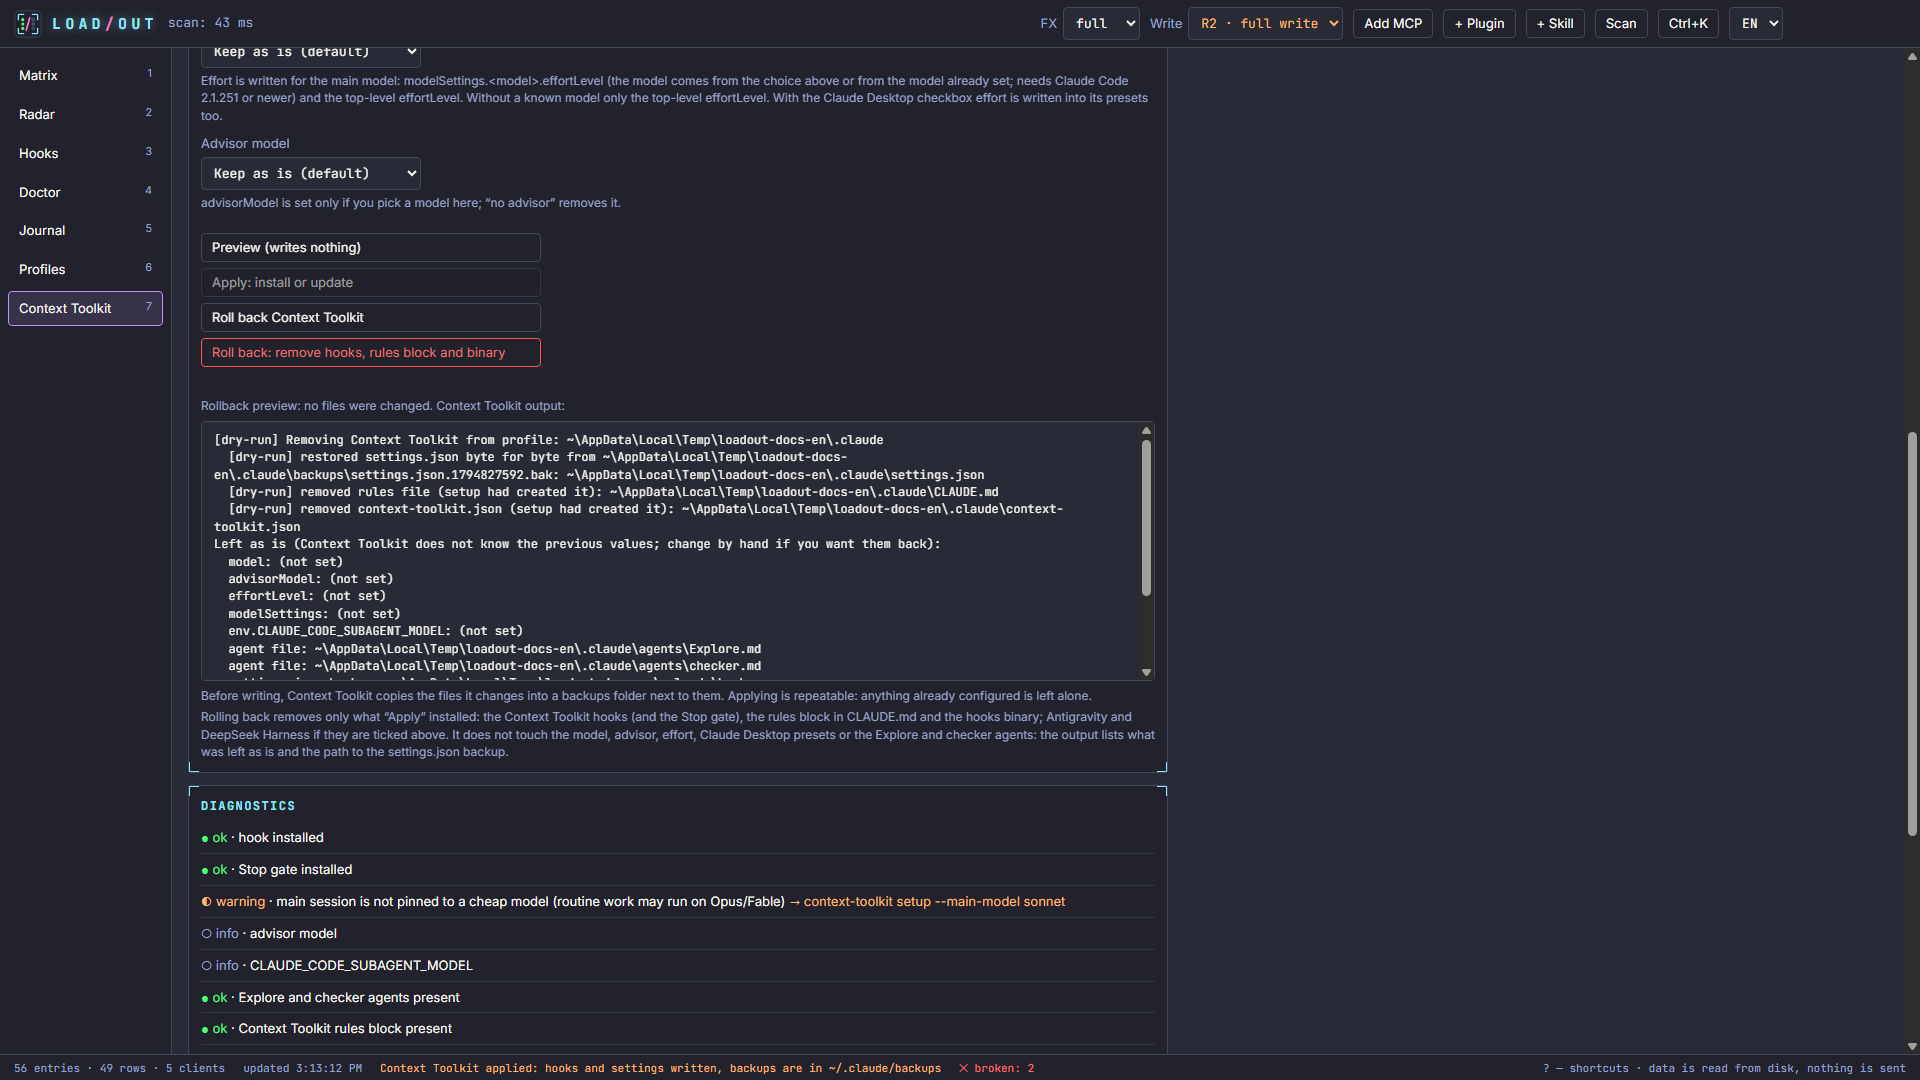 LOAD/OUT scan: 43 ms
FX full Write R2 · full write Add MCP + Plugin + Skill Scan Ctrl+K EN
Matrix 1
Radar 2
Hooks 3
Doctor 4
Journal 5
Profiles 6
Context Toolkit 7
Keep as is (default)
Effort is written for the main model: modelSettings.<model>.effortLevel (the model comes from the choice above or from the model already set; needs Claude Code
2.1.251 or newer) and the top-level effortLevel. Without a known model only the top-level effortLevel. With the Claude Desktop checkbox effort is written into its presets
too.
Advisor model
Keep as is (default)
advisorModel is set only if you pick a model here; “no advisor” removes it.
Preview (writes nothing)
Apply: install or update
Roll back Context Toolkit
Roll back: remove hooks, rules block and binary
Rollback preview: no files were changed. Context Toolkit output:
[dry-run] Removing Context Toolkit from profile: ~\AppData\Local\Temp\loadout-docs-en\.claude
[dry-run] restored settings.json byte for byte from ~\AppData\Local\Temp\loadout-docs-
en\.claude\backups\settings.json.1794827592.bak: ~\AppData\Local\Temp\loadout-docs-en\.claude\settings.json
[dry-run] removed rules file (setup had created it): ~\AppData\Local\Temp\loadout-docs-en\.claude\CLAUDE.md
[dry-run] removed context-toolkit.json (setup had created it): ~\AppData\Local\Temp\loadout-docs-en\.claude\context-
toolkit.json
Left as is (Context Toolkit does not know the previous values; change by hand if you want them back):
model: (not set)
advisorModel: (not set)
effortLevel: (not set)
modelSettings: (not set)
env.CLAUDE_CODE_SUBAGENT_MODEL: (not set)
agent file: ~\AppData\Local\Temp\loadout-docs-en\.claude\agents\Explore.md
agent file: ~\AppData\Local\Temp\loadout-docs-en\.claude\agents\checker.md
Before writing, Context Toolkit copies the files it changes into a backups folder next to them. Applying is repeatable: anything already configured is left alone.
Rolling back removes only what “Apply” installed: the Context Toolkit hooks (and the Stop gate), the rules block in CLAUDE.md and the hooks binary; Antigravity and
DeepSeek Harness if they are ticked above. It does not touch the model, advisor, effort, Claude Desktop presets or the Explore and checker agents: the output lists what
was left as is and the path to the settings.json backup.
DIAGNOSTICS
ok · hook installed
ok · Stop gate installed
warning · main session is not pinned to a cheap model (routine work may run on Opus/Fable) → context-toolkit setup --main-model sonnet
info · advisor model
info · CLAUDE_CODE_SUBAGENT_MODEL
ok · Explore and checker agents present
ok · Context Toolkit rules block present
56 entries · 49 rows · 5 clients updated 3:13:12 PM Context Toolkit applied: hooks and settings written, backups are in ~/.claude/backups ✕ broken: 2
? — shortcuts · data is read from disk, nothing is sent